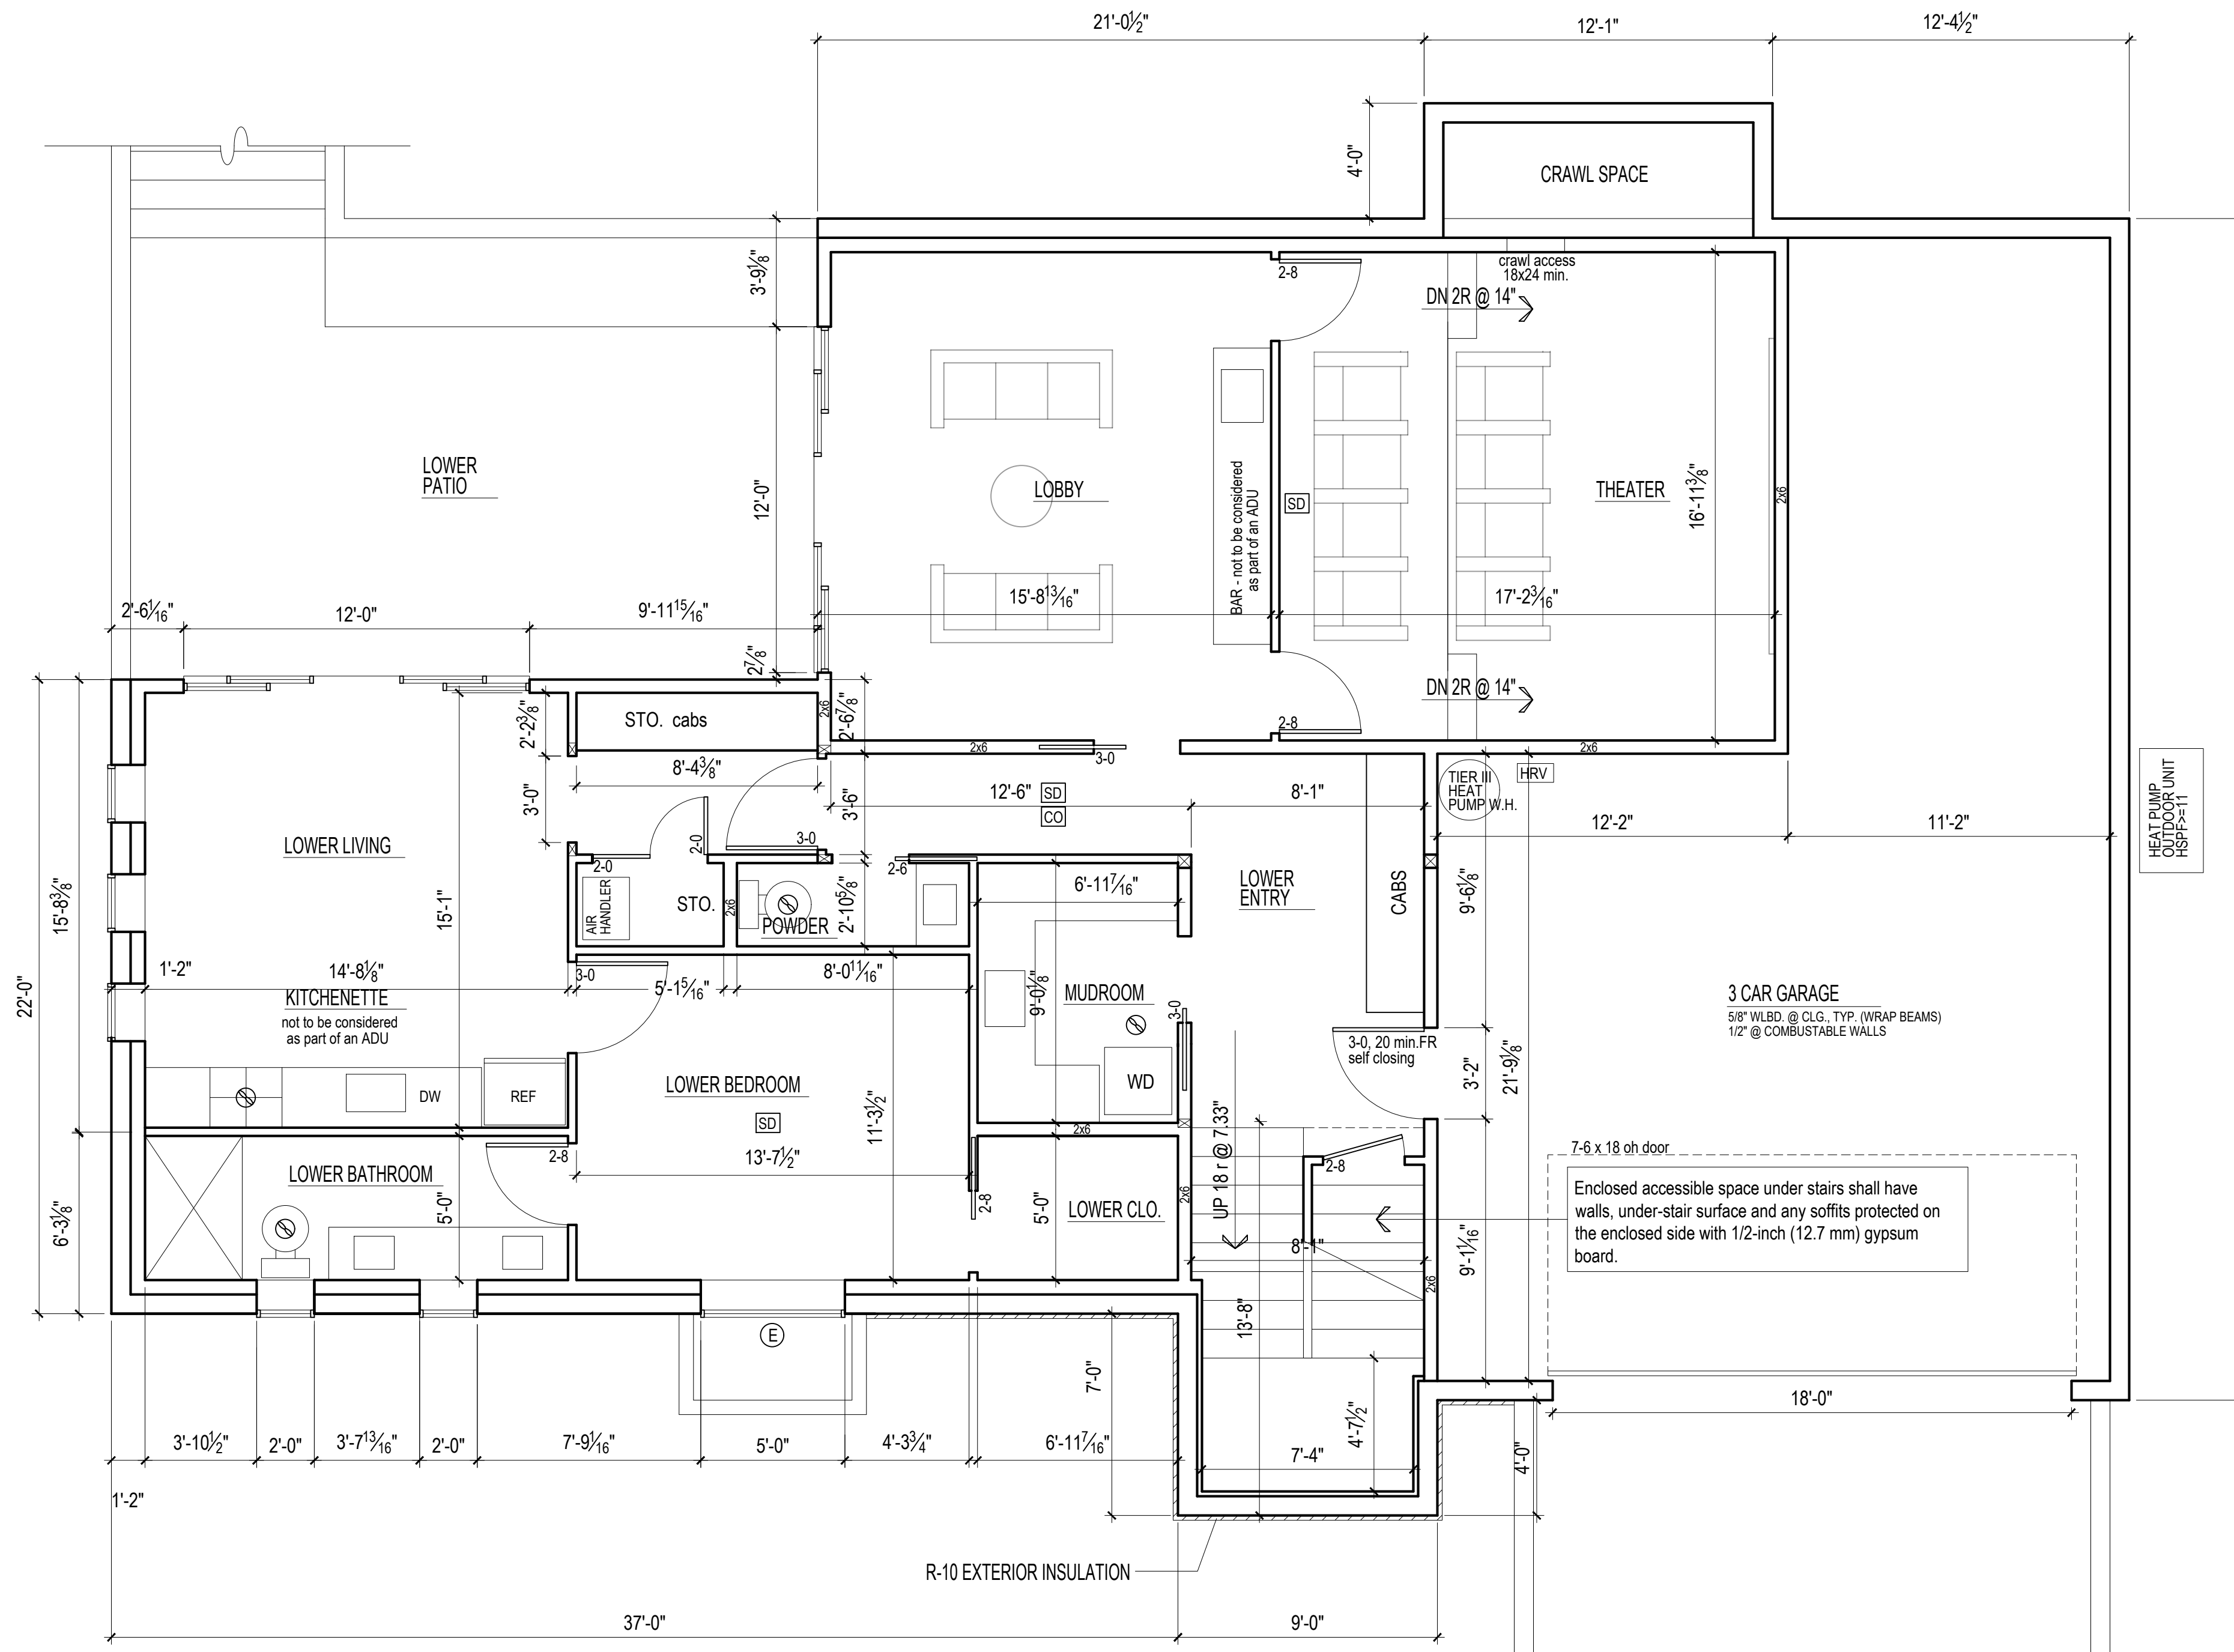 21'-0½"
12'-1"
12'-4½"
4'-0"
CRAWL SPACE
crawl access
18x24 min.
3'-9⅛"
2-8
DN 2R @ 14"
LOWER
PATIO
12'-0"
LOBBY
BAR - not to be considered
as part of an ADU
SD
THEATER
16'-11⅜"
2x6
2'-6¹⁄₁₆"
12'-0"
9'-11¹⁵⁄₁₆"
15'-8¹³⁄₁₆"
17'-2³⁄₁₆"
2⅞"
DN 2R @ 14"
2-8
2'-2⅜"
STO. cabs
2x6
2'-6⅞"
2x6
3-0
2x6
8'-4⅜"
3'-0"
3'-6"
12'-6"
SD
CO
8'-1"
TIER III
HEAT
PUMP W.H.
HRV
HEAT PUMP
OUTDOOR UNIT
HSPF>=11
12'-2"
11'-2"
LOWER LIVING
2-0
3-0
2-0
2-6
15'-8⅜"
15'-1"
AIR
HANDLER
STO.
2x6
POWDER
2'-10⅝"
6'-11⁷⁄₁₆"
LOWER
ENTRY
CABS
9'-6⅛"
22'-0"
1'-2"
14'-8⅛"
3-0
5'-1⁵⁄₁₆"
8'-0¹¹⁄₁₆"
KITCHENETTE
not to be considered
as part of an ADU
9'-0⅛"
MUDROOM
3-0
3 CAR GARAGE
5/8" WLBD. @ CLG., TYP. (WRAP BEAMS)
1/2" @ COMBUSTABLE WALLS
3-0, 20 min.FR
self closing
3'-2"
21'-9⅛"
DW
REF
LOWER BEDROOM
SD
11'-3½"
WD
2x6
UP 18 r @ 7.33"
2-8
13'-7½"
LOWER BATHROOM
5'-0"
6'-3⅛"
2-8
5'-0"
LOWER CLO.
2x6
2-8
8'-1"
2x6
9'-1¹⁄₁₆"
7-6 x 18 oh door
Enclosed accessible space under stairs shall have
walls, under-stair surface and any soffits protected on
the enclosed side with 1/2-inch (12.7 mm) gypsum
board.
E
13'-8"
7'-0"
18'-0"
3'-10½"
2'-0"
3'-7¹³⁄₁₆"
2'-0"
7'-9¹⁄₁₆"
5'-0"
4'-3¾"
6'-11⁷⁄₁₆"
4'-7½"
7'-4"
4'-0"
1'-2"
R-10 EXTERIOR INSULATION
37'-0"
9'-0"